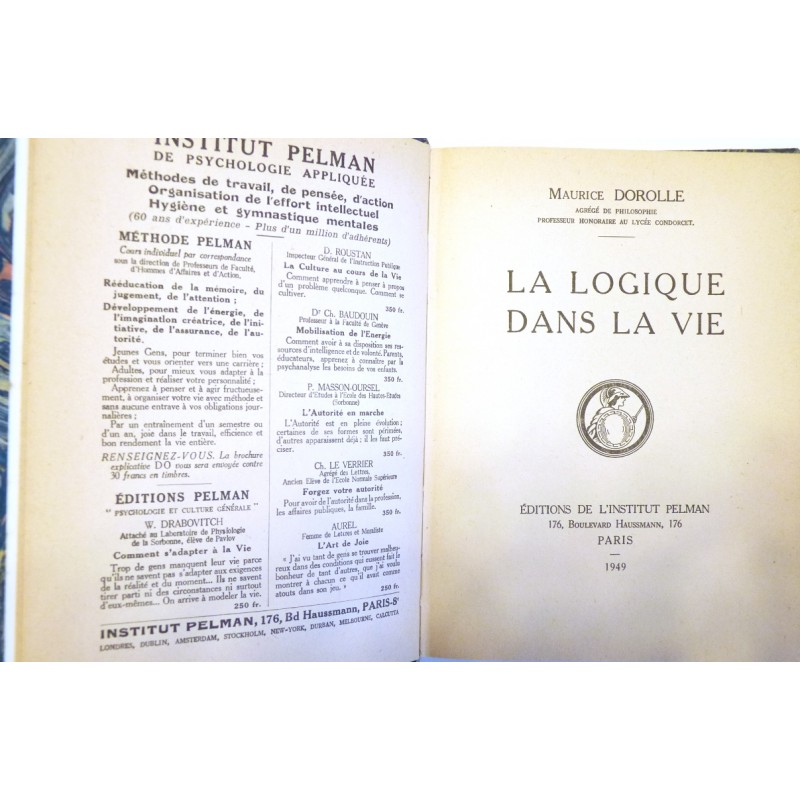 INSTITUT PELMAN
DE PSYCHOLOGIE APPLIQUÉE
Méthodes de travail, de pensée, d'action
Organisation de l'effort intellectuel
Hygiène et gymnastique mentales
(60 ans d'expérience - Plus d'un million d'adhérents)
MÉTHODE PELMAN
Cours individuel par correspondance
sous la direction de Professeurs de Faculté,
d'Hommes d'Affaires et d'Action.
Rééducation de la mémoire, du
jugement, de l'attention ;
Développement de l'énergie, de
l'imagination créatrice, de l'ini-
tiative, de l'assurance, de l'au-
torité.
Jeunes Gens, pour terminer bien vos
études et vous orienter vers une carrière ;
Adultes, pour mieux vous adapter à la
profession et réaliser votre personnalité ;
Apprenez à penser et à agir fructueuse-
ment, à organiser votre vie avec méthode et
sans aucune entrave à vos obligations jour-
nalières ;
Par un entraînement d'un semestre ou
d'un an, joie dans le travail, efficience et
bon rendement la vie entière.
RENSEIGNEZ-VOUS. La brochure
explicative DO vous sera envoyée contre
30 francs en timbres.
ÉDITIONS PELMAN
" PSYCHOLOGIE ET CULTURE GÉNÉRALE "
W. DRABOVITCH
Attaché au Laboratoire de Physiologie
de la Sorbonne, élève de Pavlov
Comment s'adapter à la Vie
Trop de gens manquent leur vie parce
qu'ils ne savent pas s'adapter aux exigences
de la réalité et du moment... Ils ne savent
tirer parti ni des circonstances ni surtout
d'eux-mêmes... On arrive à modeler la vie.
250 fr.
D. ROUSTAN
Inspecteur Général de l'Instruction Publique
La Culture au cours de la Vie
Comment apprendre à penser à propos
d'un problème quelconque. Comment se
cultiver.
350 fr.
Dr Ch. BAUDOUIN
Professeur à la Faculté de Genève
Mobilisation de l'Energie
Comment avoir à sa disposition ses res-
sources d'intelligence et de volonté. Parents,
éducateurs, apprenez à connaître par la
psychanalyse les besoins de vos enfants.
350 fr.
P. MASSON-OURSEL
Directeur d'Etudes à l'Ecole des Hautes-Etudes
(Sorbonne)
L'Autorité en marche
L'Autorité est en pleine évolution ;
certaines de ses formes sont périmées,
d'autres apparaissent déjà : il les faut pré-
ciser.
350 fr.
Ch. LE VERRIER
Agrégé des Lettres,
Ancien Elève de l'Ecole Normale Supérieure
Forgez votre autorité
Pour avoir de l'autorité dans la profession,
les affaires publiques, la famille.
350 fr.
AUREL
Femme de Lettres et Moraliste
L'Art de Joie
« J'ai vu tant de gens se trouver malheu-
reux dans des conditions qui eussent fait le
bonheur de tant d'autres, que j'ai voulu
montrer à chacun ce qu'il avait comme
atouts dans son jeu. »
250 fr.
INSTITUT PELMAN, 176, Bd Haussmann, PARIS-8e
LONDRES, DUBLIN, AMSTERDAM, STOCKHOLM, NEW-YORK, DURBAN, MELBOURNE, CALCUTTA
MAURICE DOROLLE
AGRÉGÉ DE PHILOSOPHIE
PROFESSEUR HONORAIRE AU LYCÉE CONDORCET.
LA LOGIQUE
DANS LA VIE
ÉDITIONS DE L'INSTITUT PELMAN
176, BOULEVARD HAUSSMANN, 176
PARIS
1949